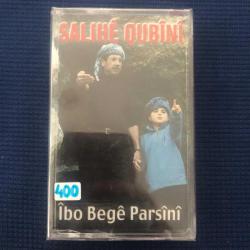 SALIHÊ QUBÎNÎ
400
Îbo Begê Parsînî